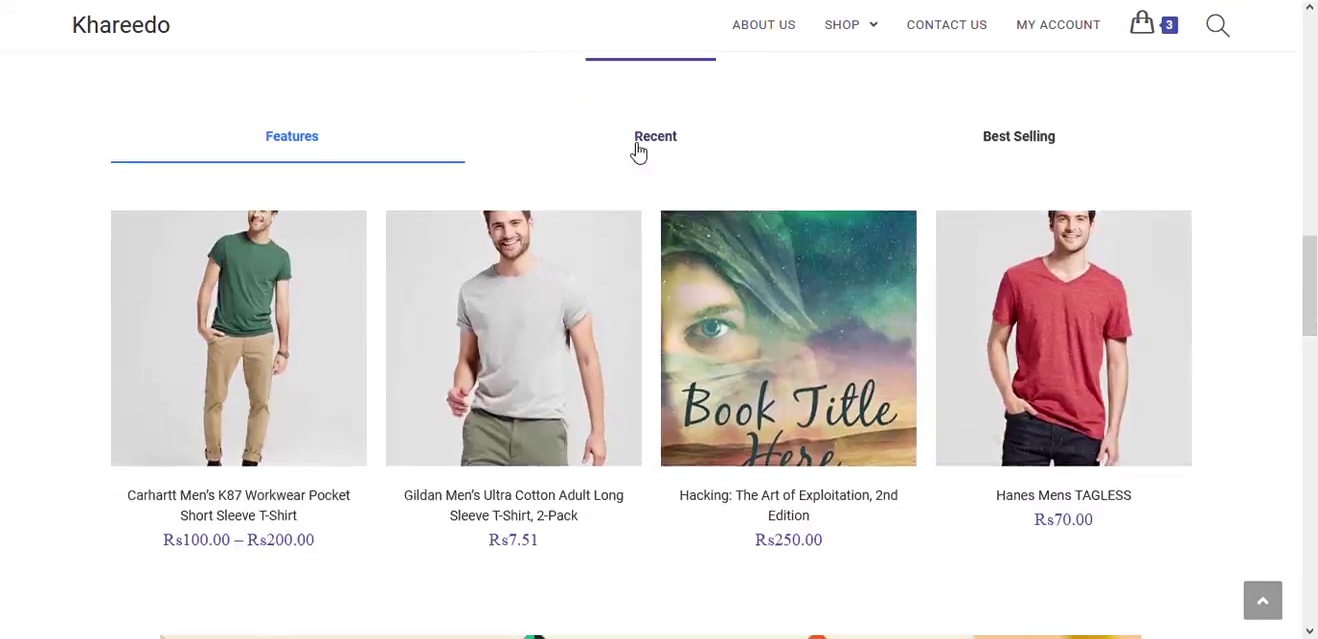 Khareedo
ABOUT US
SHOP
CONTACT US
MY ACCOUNT
3
Features
Recent
Best Selling
Book Title
Here
Carhartt Men’s K87 Workwear Pocket
Short Sleeve T-Shirt
Rs100.00 – Rs200.00
Gildan Men’s Ultra Cotton Adult Long
Sleeve T-Shirt, 2-Pack
Rs7.51
Hacking: The Art of Exploitation, 2nd
Edition
Rs250.00
Hanes Mens TAGLESS
Rs70.00